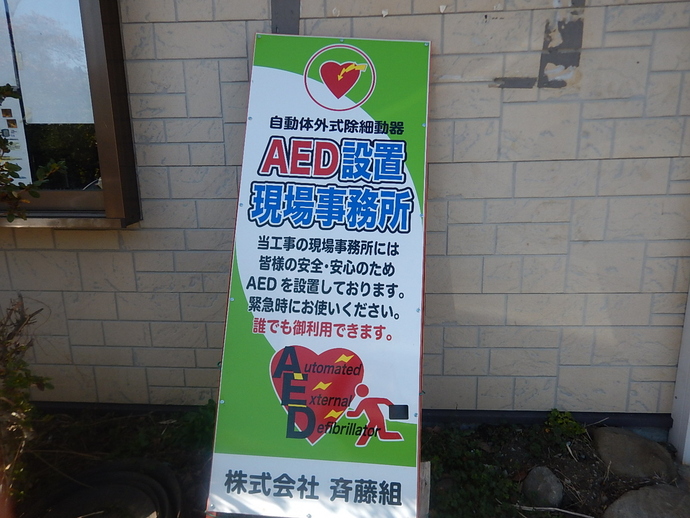 自動体外式除細動器
AED設置
現場事務所
当工事の現場事務所には
皆様の安全・安心のため
AEDを設置しております。
緊急時にお使いください。
誰でも御利用できます。
Automated
External
Defibrillator
株式会社 斉藤組